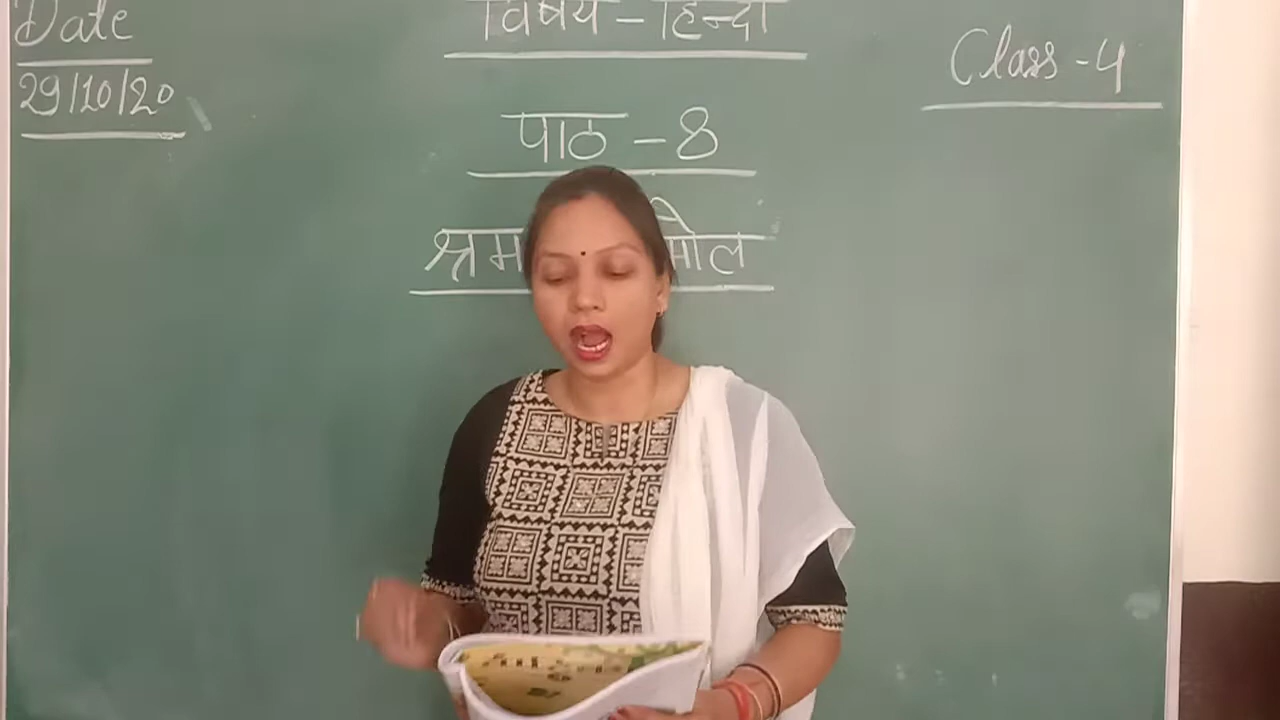 Date
29/10/20
विषय - हिन्दी
Class - 4
पाठ - 8
श्रम मोल